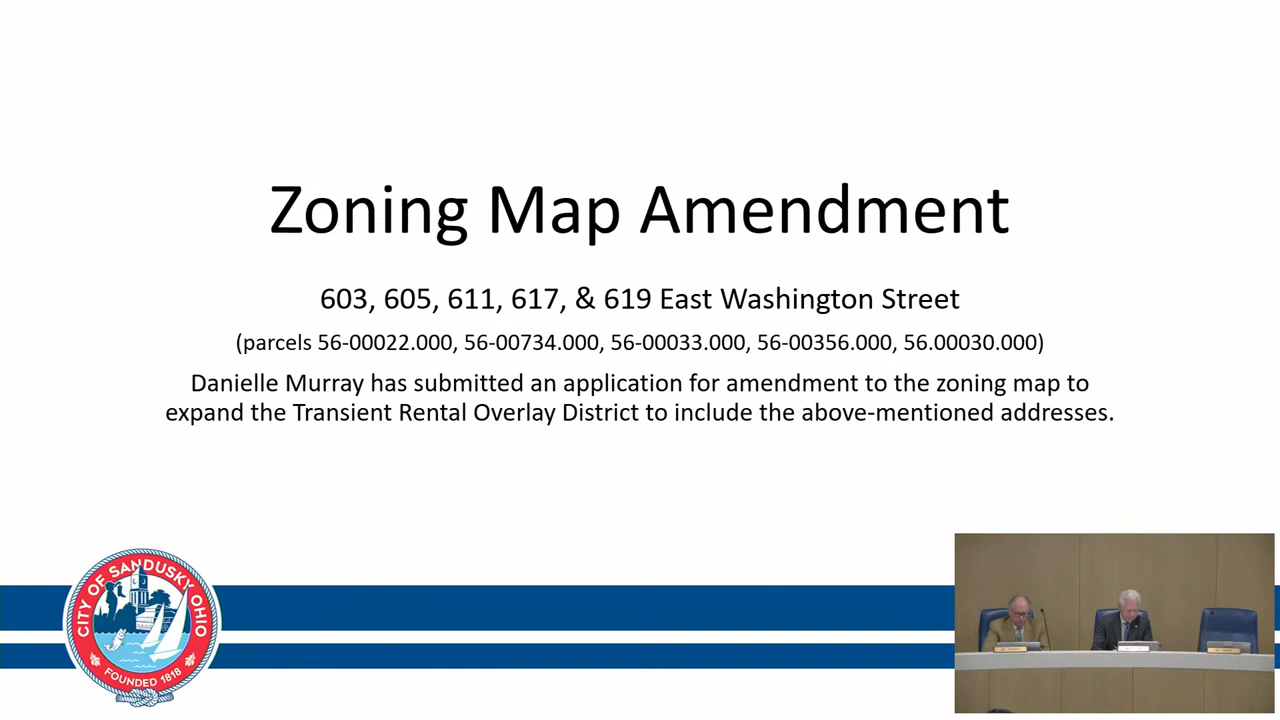 Zoning Map Amendment
603, 605, 611, 617, & 619 East Washington Street
(parcels 56-00022.000, 56-00734.000, 56-00033.000, 56-00356.000, 56.00030.000)
Danielle Murray has submitted an application for amendment to the zoning map to
expand the Transient Rental Overlay District to include the above-mentioned addresses.
CITY OF SANDUSKY, OHIO
FOUNDED 1818